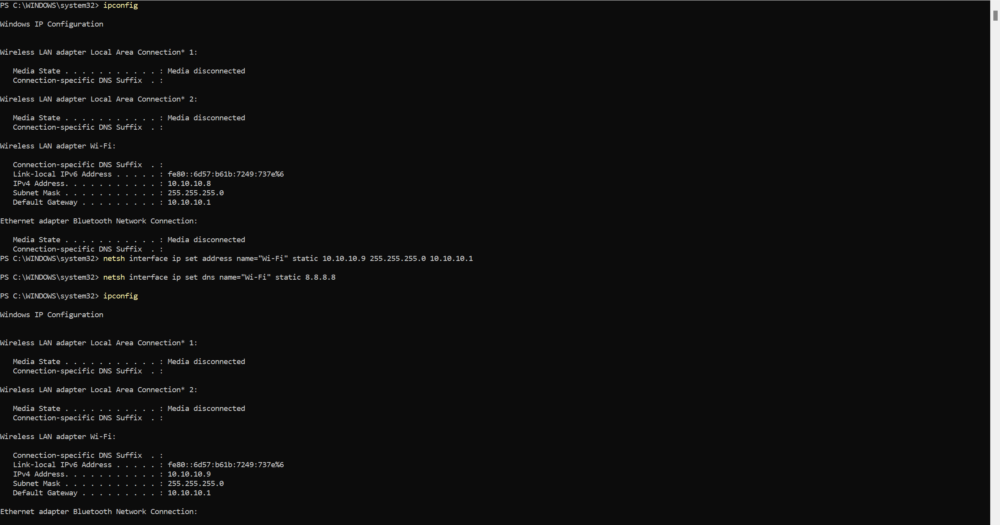 PS C:\WINDOWS\system32> ipconfig
Windows IP Configuration
Wireless LAN adapter Local Area Connection* 1:
   Media State . . . . . . . . . . . : Media disconnected
   Connection-specific DNS Suffix  . :
Wireless LAN adapter Local Area Connection* 2:
   Media State . . . . . . . . . . . : Media disconnected
   Connection-specific DNS Suffix  . :
Wireless LAN adapter Wi-Fi:
   Connection-specific DNS Suffix  . :
   Link-local IPv6 Address . . . . . : fe80::6d57:b61b:7249:737e%6
   IPv4 Address. . . . . . . . . . . : 10.10.10.8
   Subnet Mask . . . . . . . . . . . : 255.255.255.0
   Default Gateway . . . . . . . . . : 10.10.10.1
Ethernet adapter Bluetooth Network Connection:
   Media State . . . . . . . . . . . : Media disconnected
   Connection-specific DNS Suffix  . :
PS C:\WINDOWS\system32> netsh interface ip set address name="Wi-Fi" static 10.10.10.9 255.255.255.0 10.10.10.1
PS C:\WINDOWS\system32> netsh interface ip set dns name="Wi-Fi" static 8.8.8.8
PS C:\WINDOWS\system32> ipconfig
Windows IP Configuration
Wireless LAN adapter Local Area Connection* 1:
   Media State . . . . . . . . . . . : Media disconnected
   Connection-specific DNS Suffix  . :
Wireless LAN adapter Local Area Connection* 2:
   Media State . . . . . . . . . . . : Media disconnected
   Connection-specific DNS Suffix  . :
Wireless LAN adapter Wi-Fi:
   Connection-specific DNS Suffix  . :
   Link-local IPv6 Address . . . . . : fe80::6d57:b61b:7249:737e%6
   IPv4 Address. . . . . . . . . . . : 10.10.10.9
   Subnet Mask . . . . . . . . . . . : 255.255.255.0
   Default Gateway . . . . . . . . . : 10.10.10.1
Ethernet adapter Bluetooth Network Connection: